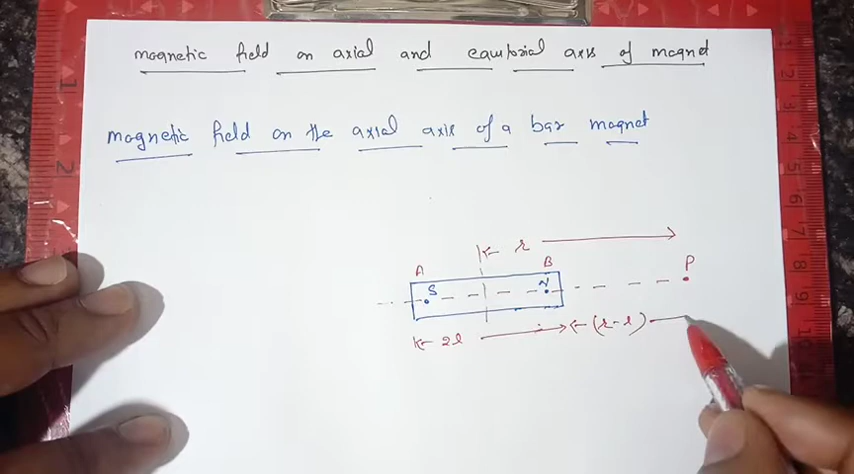 magnetic field on axial and equitorial axis of magnet
magnetic field on the axial axis of a bar magnet
r
A B P
S N
2l (r-l)